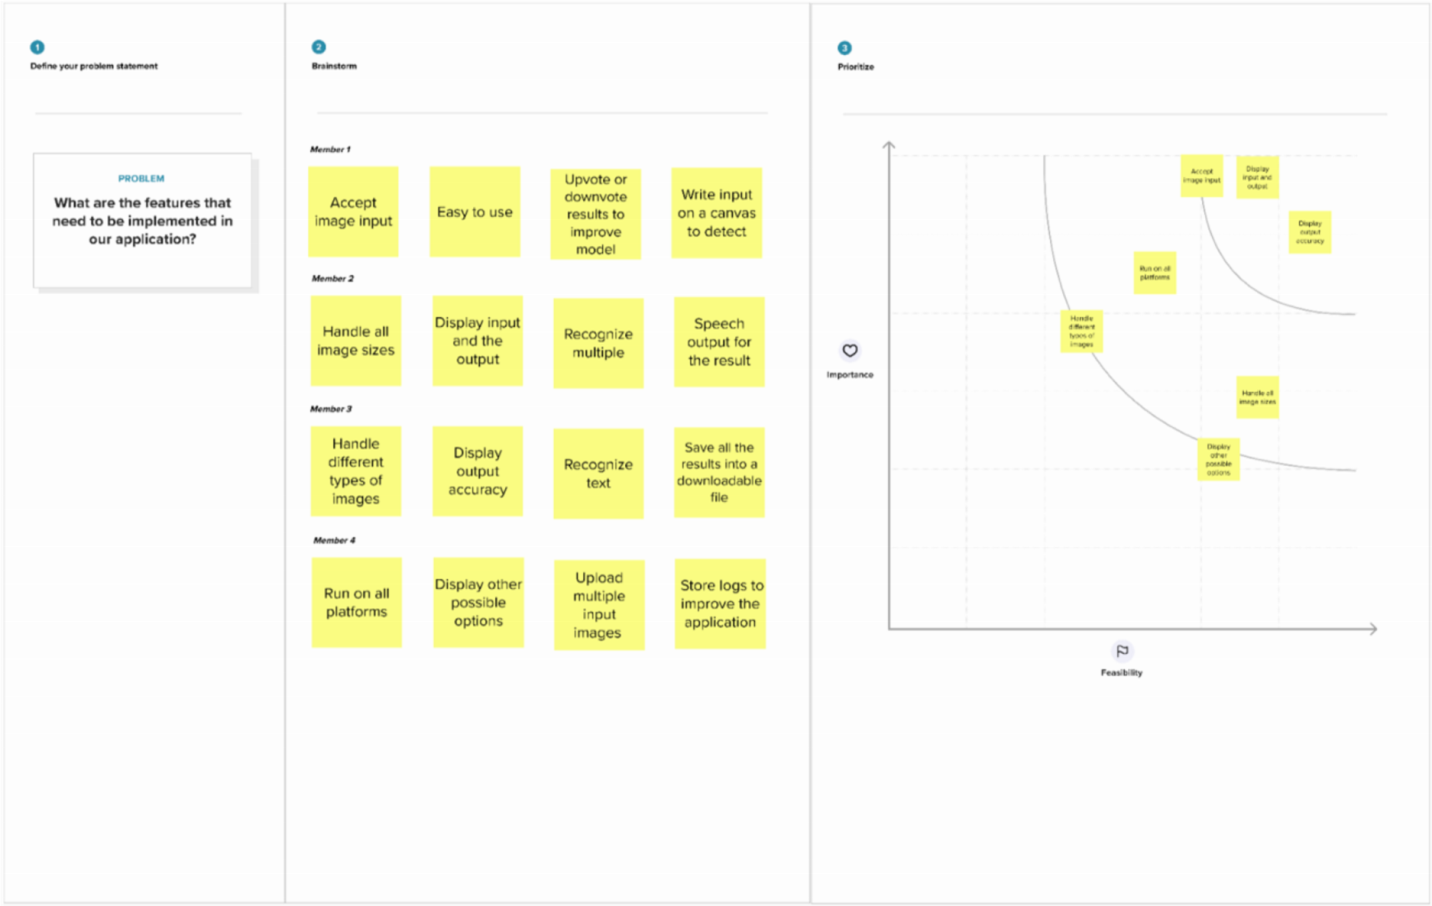 1
Define your problem statement
PROBLEM
What are the features that
need to be implemented in
our application?
2
Brainstorm
Member 1
Accept
image input
Easy to use
Upvote or
downvote
results to
improve
model
Write input
on a canvas
to detect
Member 2
Handle all
image sizes
Display input
and the
output
Recognize
multiple
Speech
output for
the result
Member 3
Handle
different
types of
images
Display
output
accuracy
Recognize
text
Save all the
results into a
downloadable
file
Member 4
Run on all
platforms
Display other
possible
options
Upload
multiple
input
images
Store logs to
improve the
application
3
Prioritize
Accept
image input
Display
input and
output
Display
output
accuracy
Run on all
platforms
Handle
different
types of
images
Handle all
image sizes
Display
other
possible
options
Importance
Feasibility